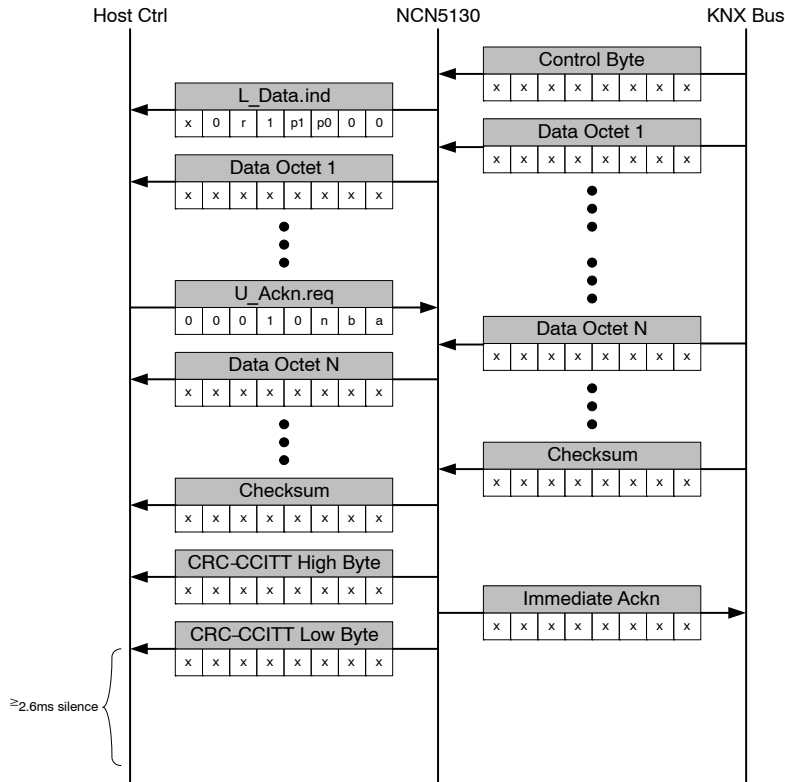 Host Ctrl NCN5130 KNX Bus
Control Byte
x x x x x x x x
L_Data.ind
x 0 r 1 p1 p0 0 0
Data Octet 1
x x x x x x x x
Data Octet 1
x x x x x x x x
U_Ackn.req
0 0 0 1 0 n b a
Data Octet N
x x x x x x x x
Data Octet N
x x x x x x x x
Checksum
x x x x x x x x
Checksum
x x x x x x x x
CRC-CCITT High Byte
x x x x x x x x
Immediate Ackn
x x x x x x x x
CRC-CCITT Low Byte
x x x x x x x x
≥2.6ms silence